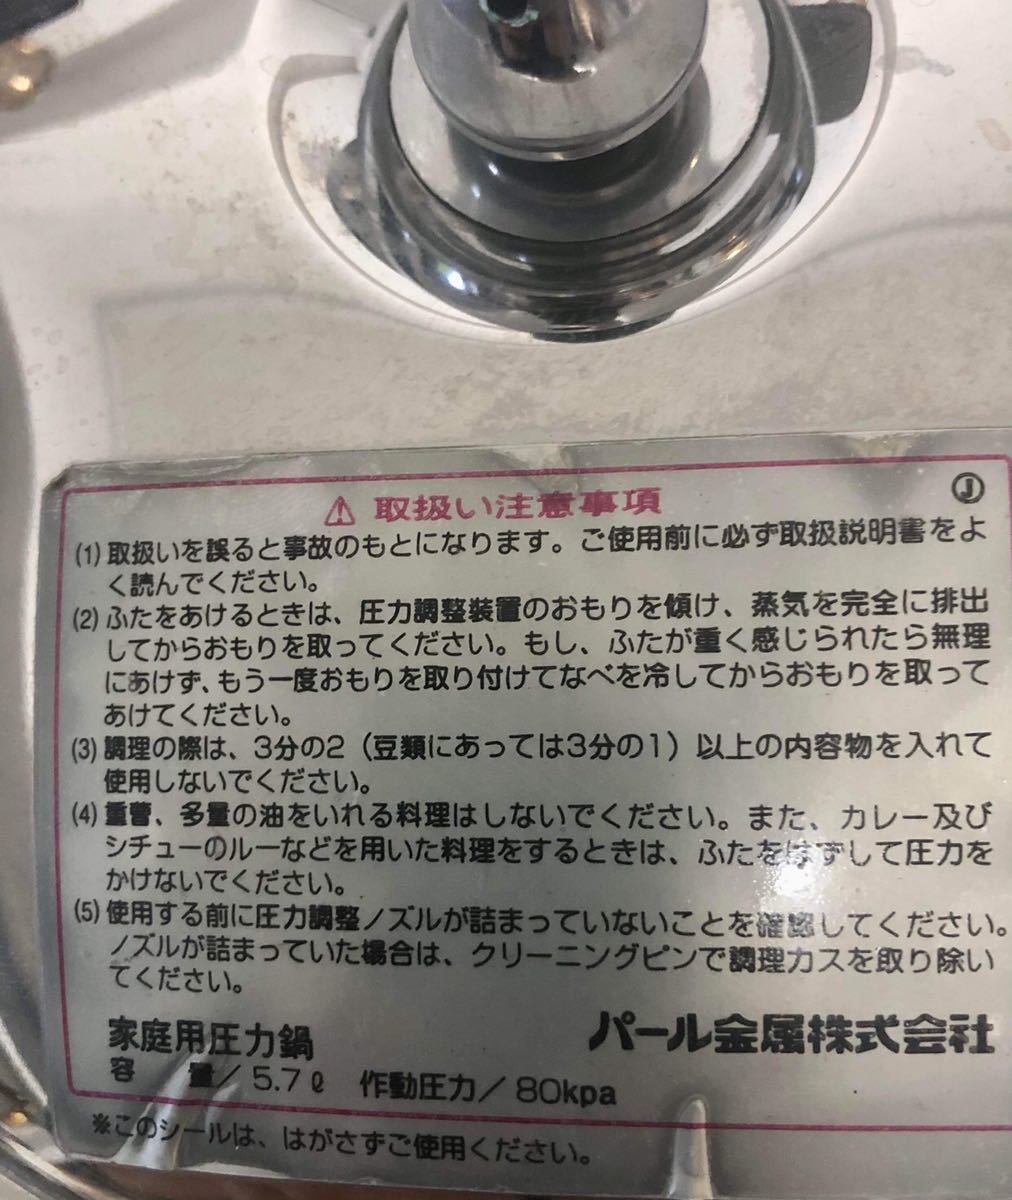 ⚠ 取扱い注意事項
Ⓙ
(1) 取扱いを誤ると事故のもとになります。ご使用前に必ず取扱説明書をよ
く読んでください。
(2) ふたをあけるときは、圧力調整装置のおもりを傾け、蒸気を完全に排出
してからおもりを取ってください。もし、ふたが重く感じられたら無理
にあけず、もう一度おもりを取り付けてなべを冷してからおもりを取って
あけてください。
(3) 調理の際は、3分の2（豆類にあっては3分の1）以上の内容物を入れて
使用しないでください。
(4) 重曹、多量の油をいれる料理はしないでください。また、カレー及び
シチューのルーなどを用いた料理をするときは、ふたをはずして圧力を
かけないでください。
(5) 使用する前に圧力調整ノズルが詰まっていないことを確認してください。
ノズルが詰まっていた場合は、クリーニングピンで調理カスを取り除い
てください。
家庭用圧力鍋 パール金属株式会社
容 量/5.7ℓ 作動圧力/80kpa
※このシールは、はがさずご使用ください。